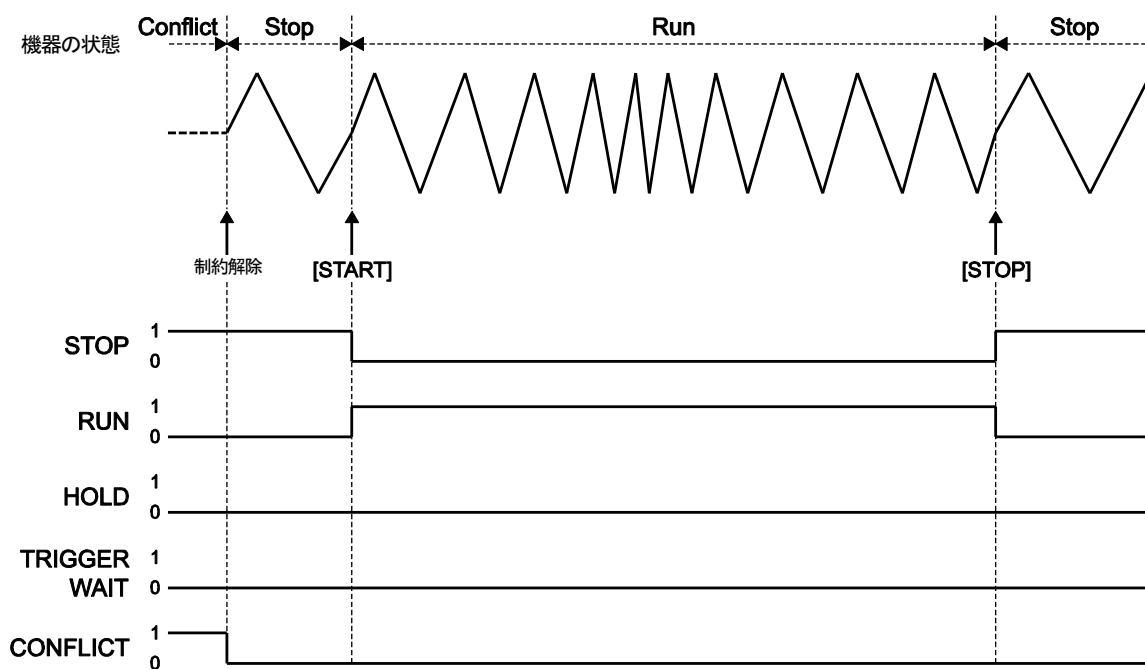 Conflict Stop Run Stop
機器の状態
制約解除 [START] [STOP]
STOP 1
0
RUN 1
0
HOLD 1
0
TRIGGER 1
WAIT 0
CONFLICT 1
0